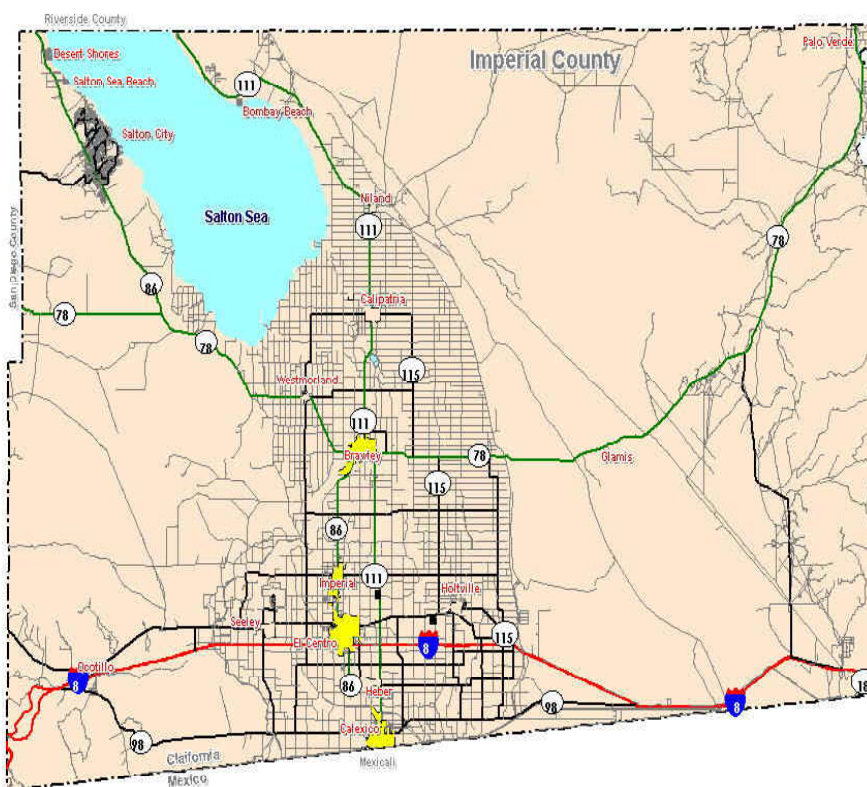 Riverside County
Palo Verde
Desert Shores
Imperial County
Salton Sea Beach
111
Bombay Beach
Salton City
Niland
Salton Sea
111
78
San Diego County
86
Calipatria
78
78
115
Westmorland
111
Brawley
78
Glamis
115
86
Imperial
111
Holtville
Seeley
115
El Centro
8
Ocotillo
8
86
Heber
18
98
8
Calexico
98
Claifornia
Mexico
Mexicali